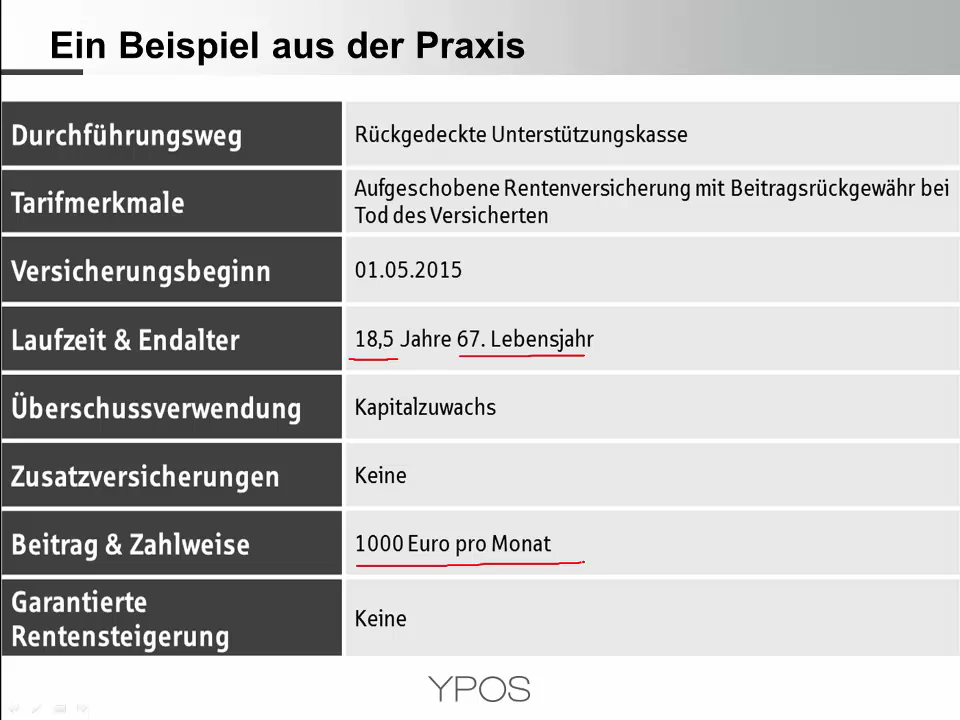 Ein Beispiel aus der Praxis
Durchführungsweg
Rückgedeckte Unterstützungskasse
Tarifmerkmale
Aufgeschobene Rentenversicherung mit Beitragsrückgewähr bei
Tod des Versicherten
Versicherungsbeginn
01.05.2015
Laufzeit & Endalter
18,5 Jahre 67. Lebensjahr
Überschussverwendung
Kapitalzuwachs
Zusatzversicherungen
Keine
Beitrag & Zahlweise
1000 Euro pro Monat
Garantierte
Rentensteigerung
Keine
YPOS